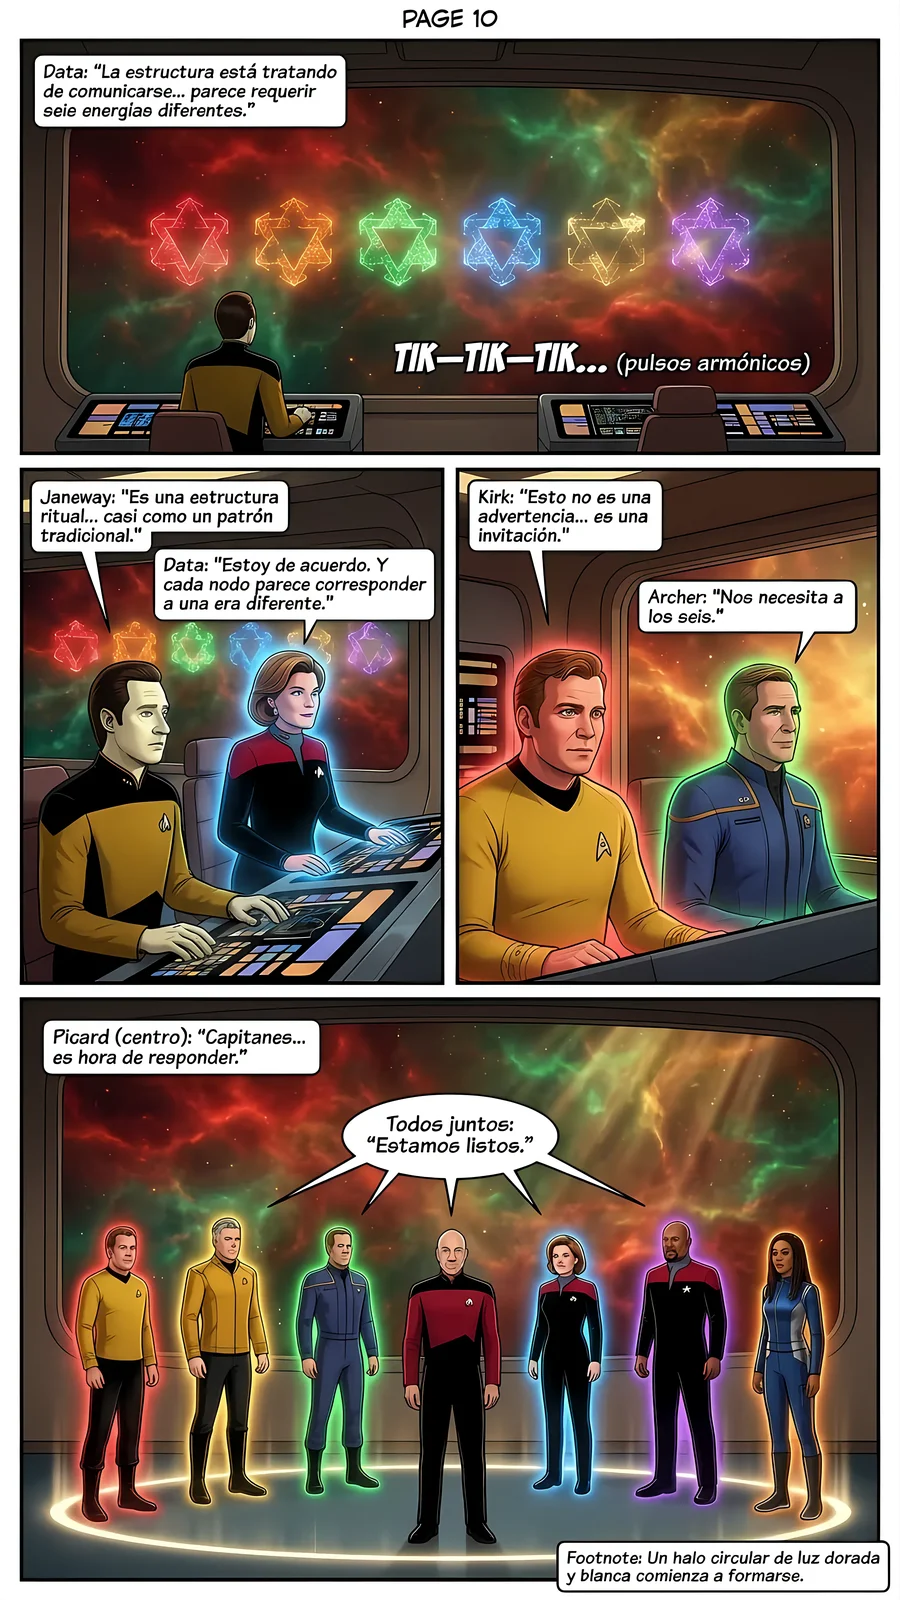 PAGE 10
Data: “La estructura está tratando
de comunicarse... parece requerir
seie energias diferentes.”
TIK—TIK—TIK... (pulsos armónicos)
Janeway: "Es una estructura
ritual... casi como un patrón
tradicional."
Data: "Estoy de acuerdo. Y
cada nodo parece corresponder
a una era diferente."
Kirk: “Esto no es una
advertencia... es una
invitación."
Archer: "Nos necesita a
los seis."
Picard (centro): “Capitanes...
es hora de responder.”
Todos juntos:
“Estamos listos.”
Footnote: Un halo circular de luz dorada
y blanca comienza a formarse.